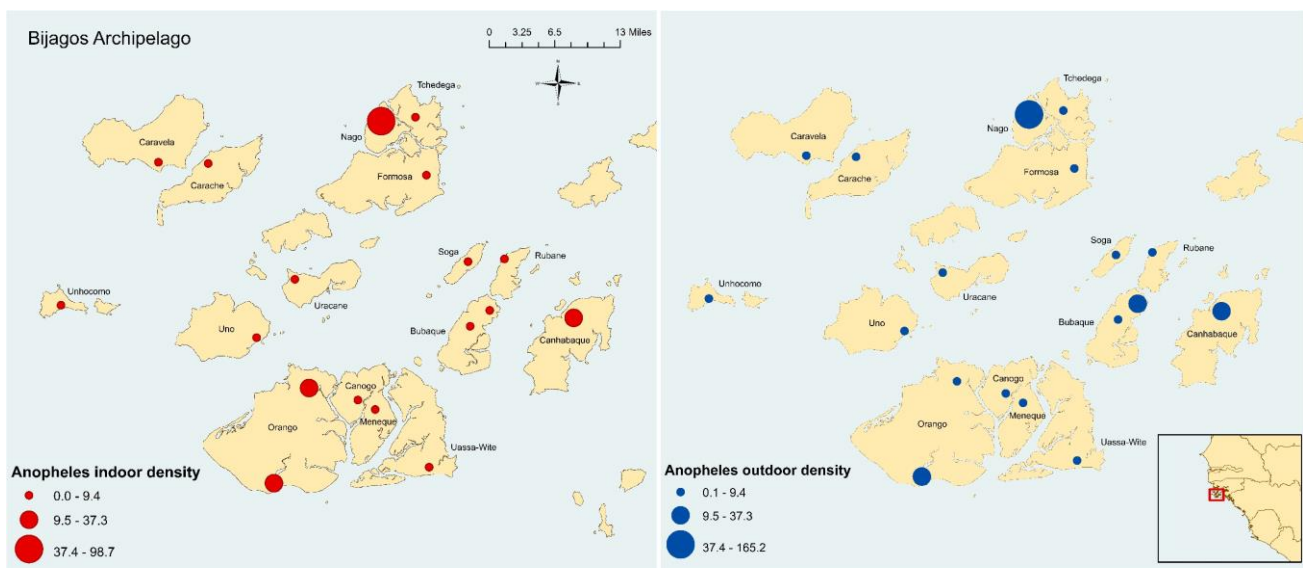 Bijagos Archipelago
0 3.25 6.5 13 Miles
N
W E
S
Tchedega
Nago
Caravela
Carache
Formosa
Soga
Rubane
Unhocomo
Uracane
Uno
Bubaque
Canhabaque
Canogo
Orango
Meneque
Uassa-Wite
Anopheles indoor density
0.0 - 9.4
9.5 - 37.3
37.4 - 98.7
Tchedega
Nago
Caravela
Carache
Formosa
Soga
Rubane
Unhocomo
Uracane
Uno
Bubaque
Canhabaque
Canogo
Orango
Meneque
Uassa-Wite
Anopheles outdoor density
0.1 - 9.4
9.5 - 37.3
37.4 - 165.2